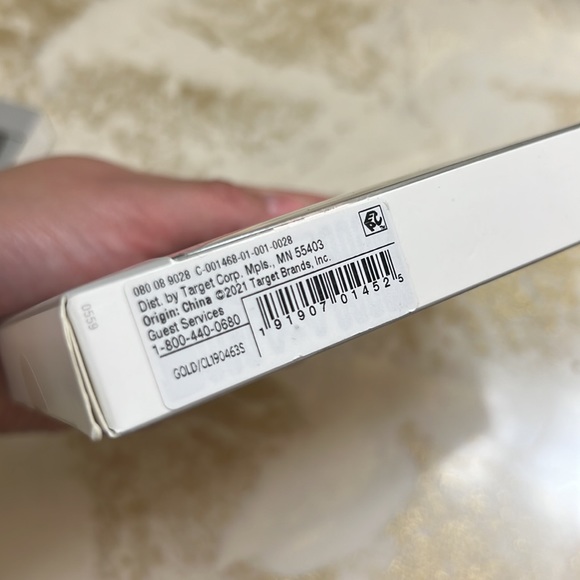 080 08 9028 C-001468-01-001-0028
Dist. by Target Corp. Mpls., MN 55403
Origin: China ©2021 Target Brands, Inc.
Guest Services
1-800-440-0680
GOLD/CL190463S
1 91907 01452 5
0559